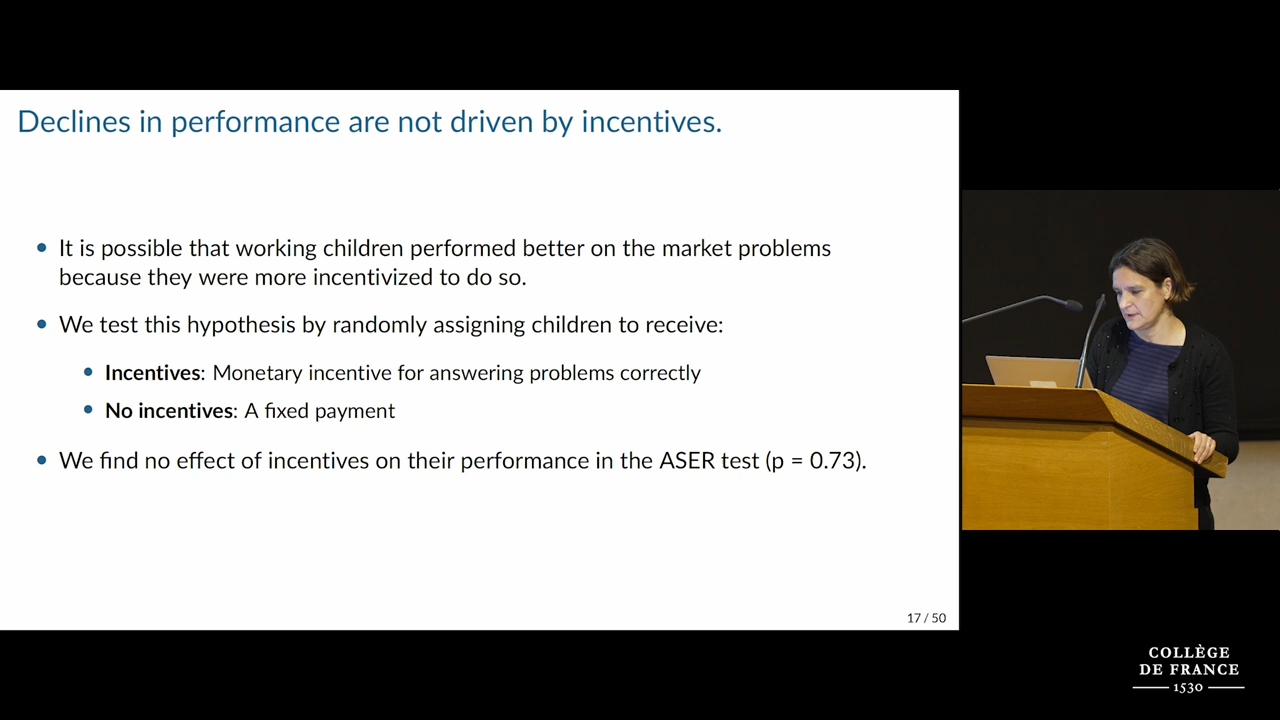 Declines in performance are not driven by incentives.
It is possible that working children performed better on the market problems
because they were more incentivized to do so.
We test this hypothesis by randomly assigning children to receive:
Incentives: Monetary incentive for answering problems correctly
No incentives: A fixed payment
We find no effect of incentives on their performance in the ASER test (p = 0.73).
17 / 50
COLLÈGE
DE FRANCE
1530